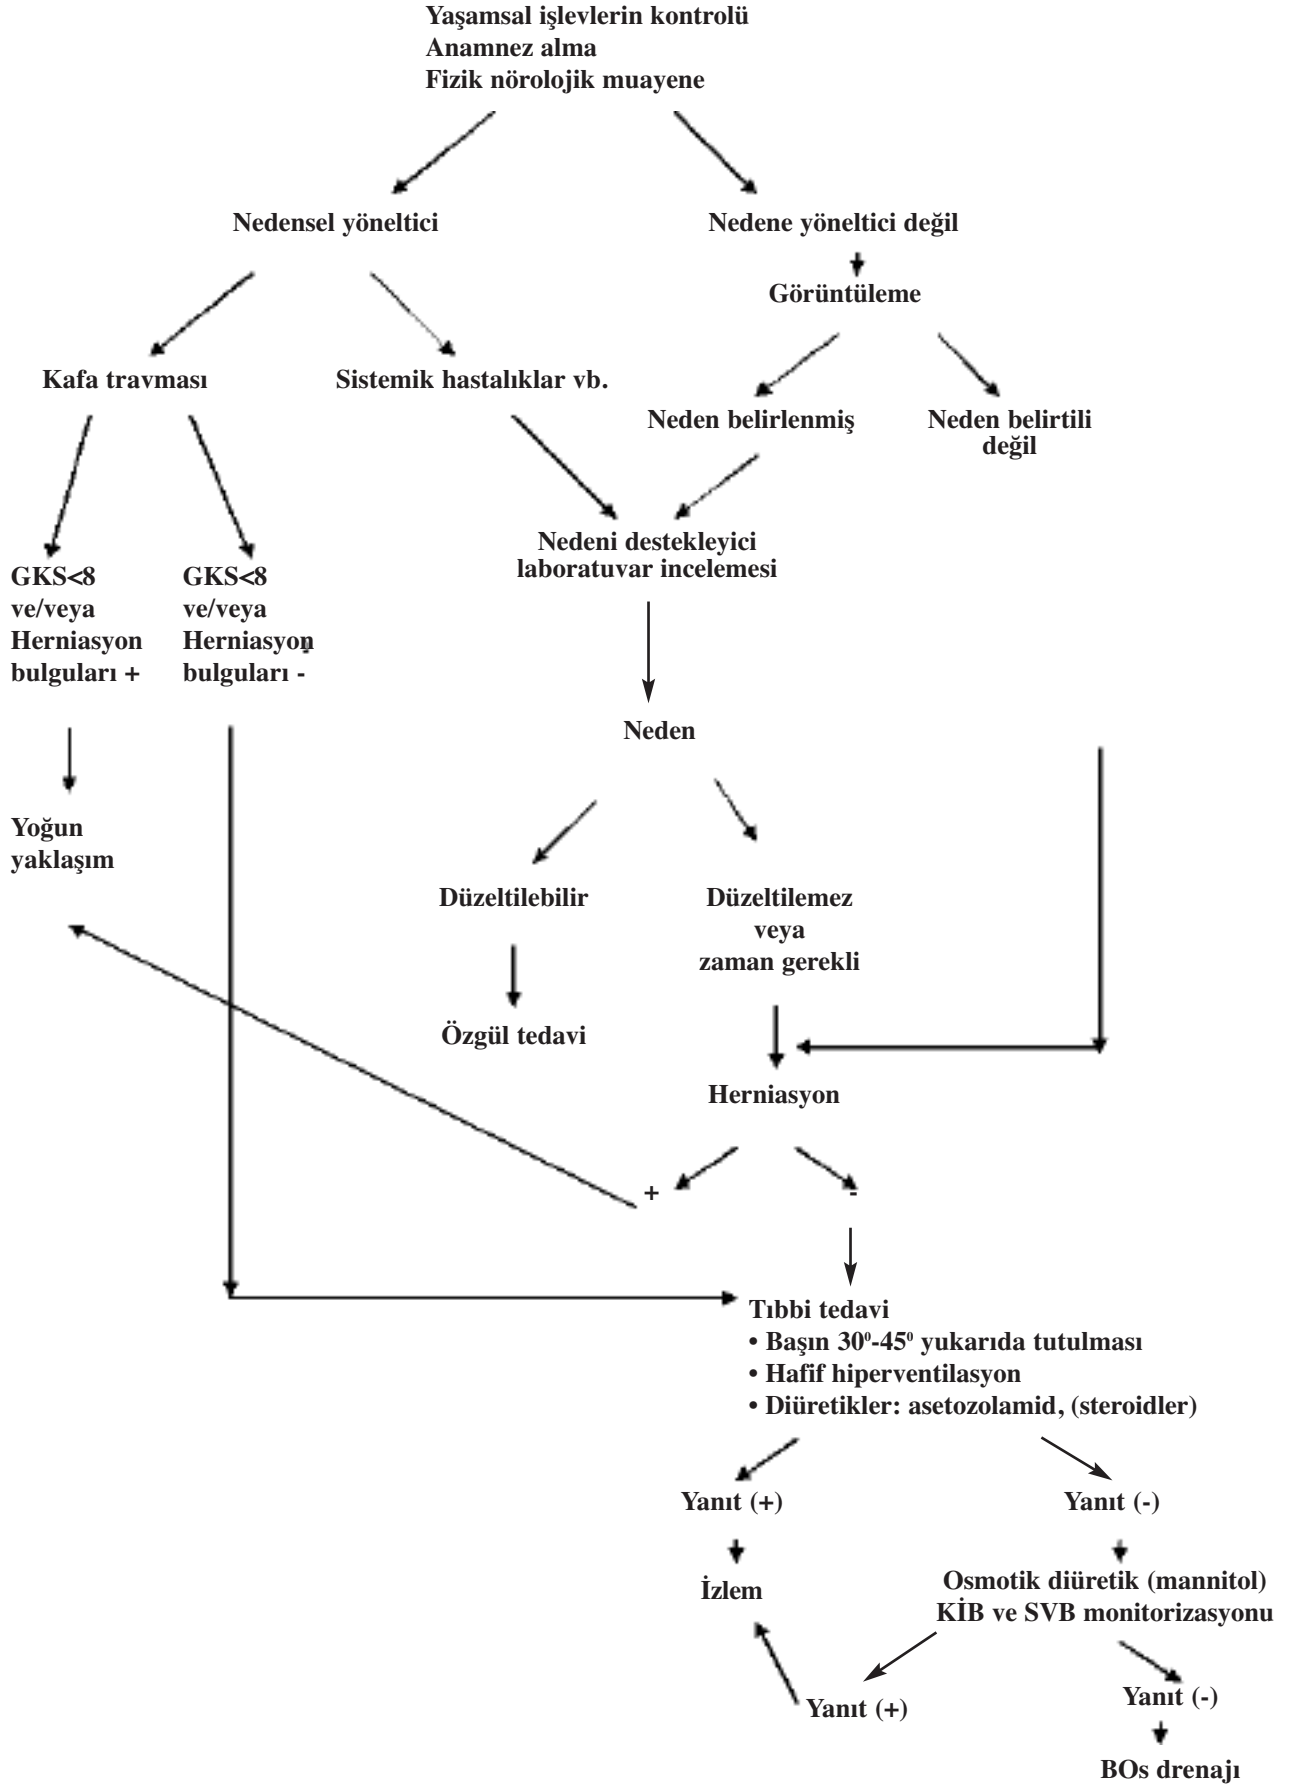 Yaşamsal işlevlerin kontrolü
Anamnez alma
Fizik nörolojik muayene
Nedensel yöneltici
Nedene yöneltici değil
Görüntüleme
Kafa travması
Sistemik hastalıklar vb.
Neden belirlenmiş
Neden belirtili
değil
Nedeni destekleyici
laboratuvar incelemesi
GKS<8
ve/veya
Herniasyon
bulguları +
GKS<8
ve/veya
Herniasyon
bulguları -
Neden
Yoğun
yaklaşım
Düzeltilebilir
Düzeltilemez
veya
zaman gerekli
Özgül tedavi
Herniasyon
+
-
Tıbbi tedavi
• Başın 30⁰-45⁰ yukarıda tutulması
• Hafif hiperventilasyon
• Diüretikler: asetozolamid, (steroidler)
Yanıt (+)
Yanıt (-)
İzlem
Osmotik diüretik (mannitol)
KİB ve SVB monitorizasyonu
Yanıt (+)
Yanıt (-)
BOs drenajı